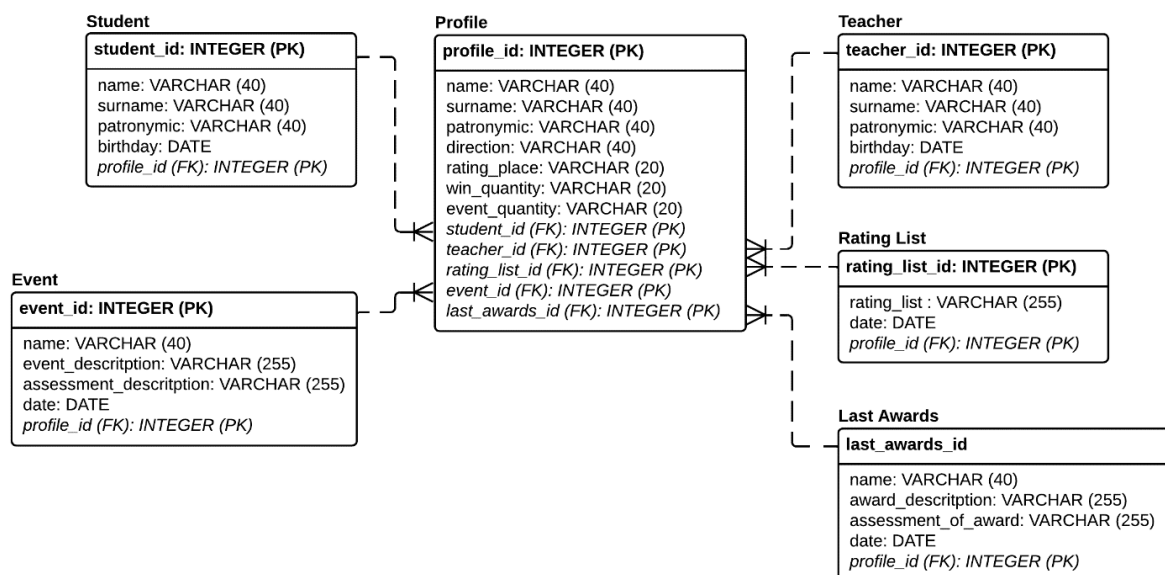 Student
student_id: INTEGER (PK)
name: VARCHAR (40)
surname: VARCHAR (40)
patronymic: VARCHAR (40)
birthday: DATE
profile_id (FK): INTEGER (PK)
Event
event_id: INTEGER (PK)
name: VARCHAR (40)
event_descritption: VARCHAR (255)
assessment_descritption: VARCHAR (255)
date: DATE
profile_id (FK): INTEGER (PK)
Profile
profile_id: INTEGER (PK)
name: VARCHAR (40)
surname: VARCHAR (40)
patronymic: VARCHAR (40)
direction: VARCHAR (40)
rating_place: VARCHAR (20)
win_quantity: VARCHAR (20)
event_quantity: VARCHAR (20)
student_id (FK): INTEGER (PK)
teacher_id (FK): INTEGER (PK)
rating_list_id (FK): INTEGER (PK)
event_id (FK): INTEGER (PK)
last_awards_id (FK): INTEGER (PK)
Teacher
teacher_id: INTEGER (PK)
name: VARCHAR (40)
surname: VARCHAR (40)
patronymic: VARCHAR (40)
birthday: DATE
profile_id (FK): INTEGER (PK)
Rating List
rating_list_id: INTEGER (PK)
rating_list : VARCHAR (255)
date: DATE
profile_id (FK): INTEGER (PK)
Last Awards
last_awards_id
name: VARCHAR (40)
award_descritption: VARCHAR (255)
assessment_of_award: VARCHAR (255)
date: DATE
profile_id (FK): INTEGER (PK)